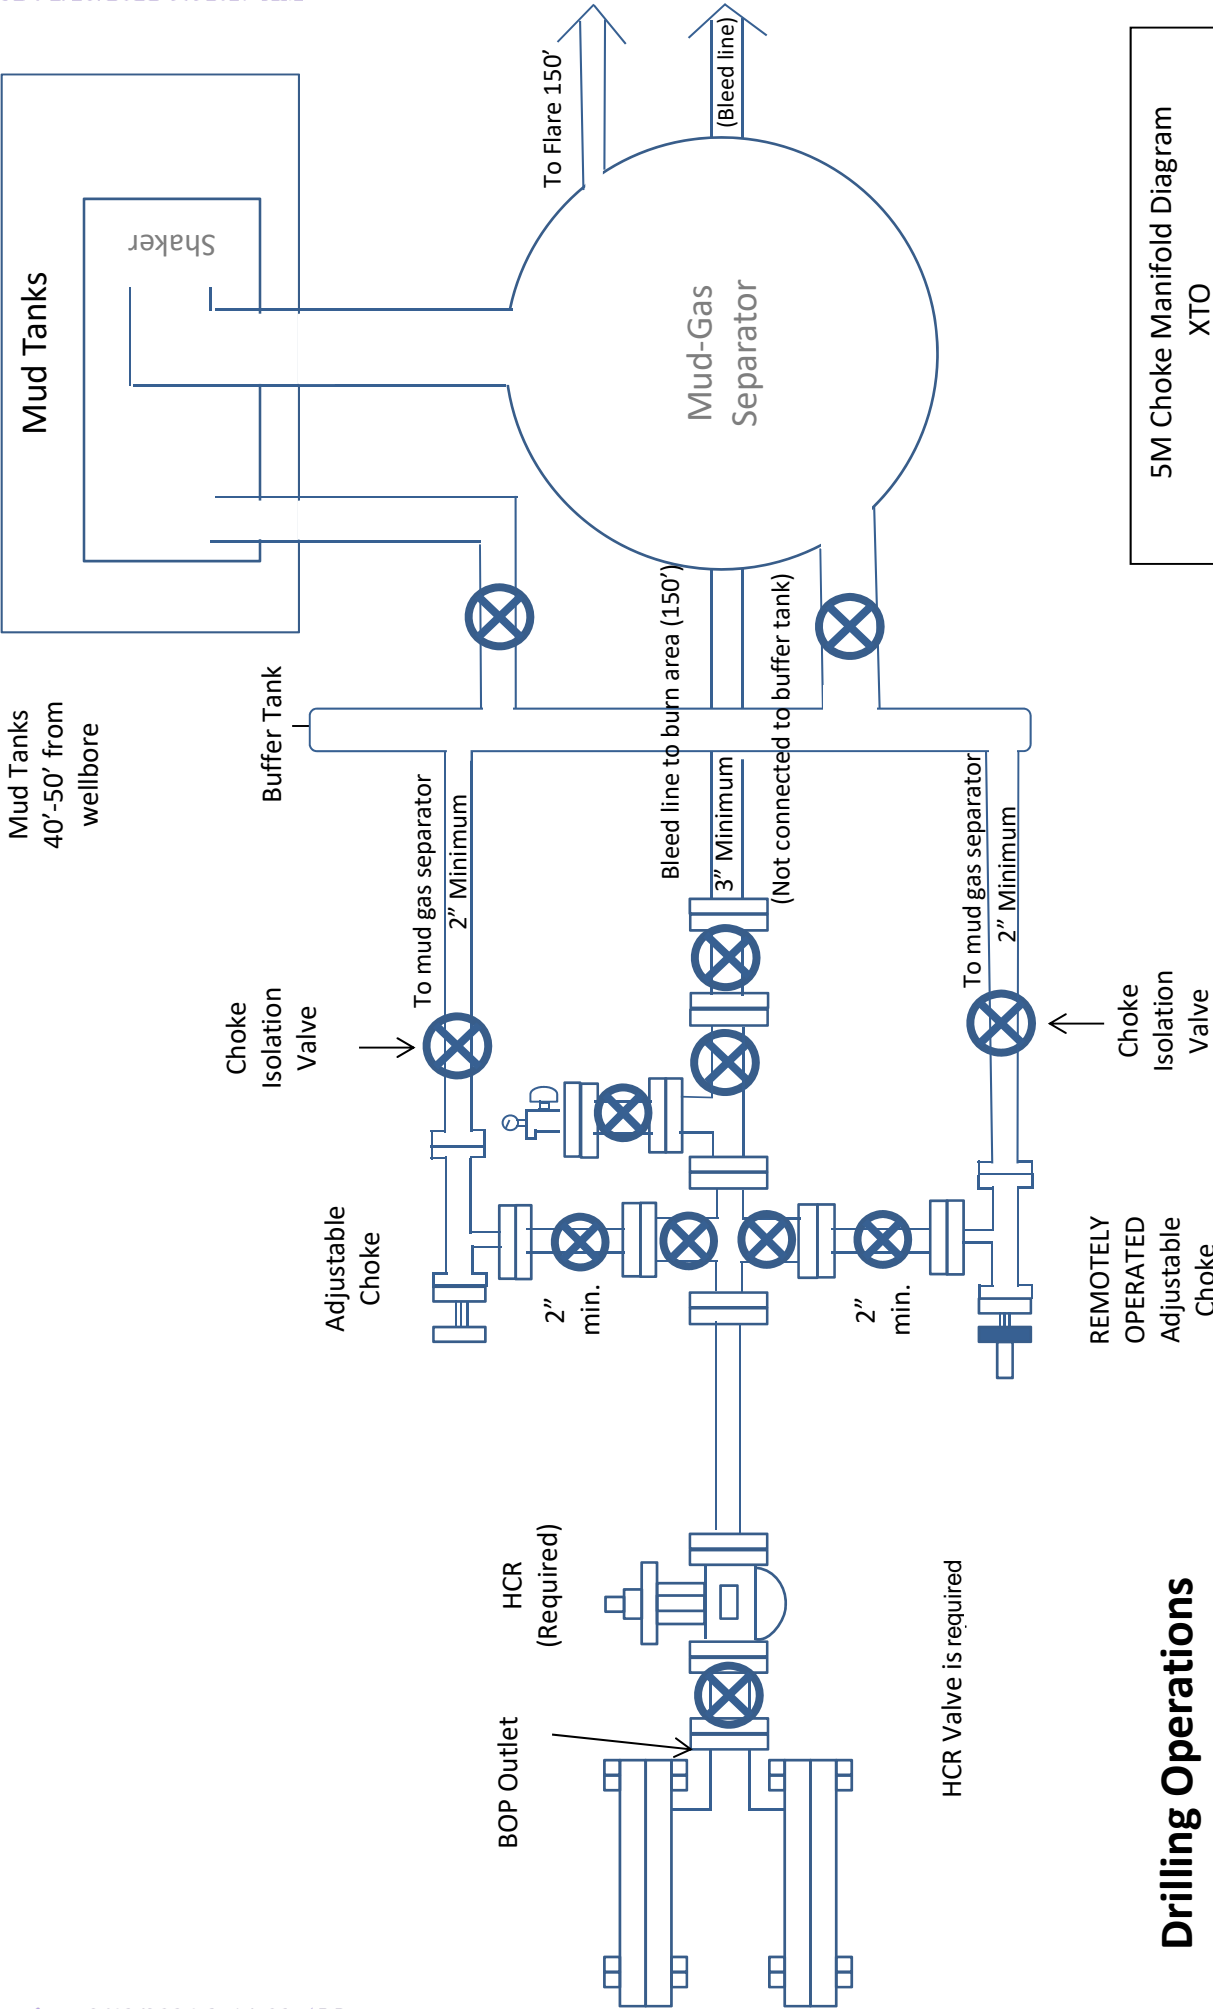 Mud Tanks
40'-50' from
wellbore
Mud Tanks
Shaker
Buffer Tank
Choke
Isolation
Valve
Adjustable
Choke
To mud gas separator
2" Minimum
To Flare 150'
(Bleed line)
Mud-Gas
Separator
HCR
(Required)
BOP Outlet
2"
min.
2"
min.
Bleed line to burn area (150')
3" Minimum
(Not connected to buffer tank)
To mud gas separator
2" Minimum
HCR Valve is required
REMOTELY
OPERATED
Adjustable
Choke
Choke
Isolation
Valve
Drilling Operations
5M Choke Manifold Diagram
XTO